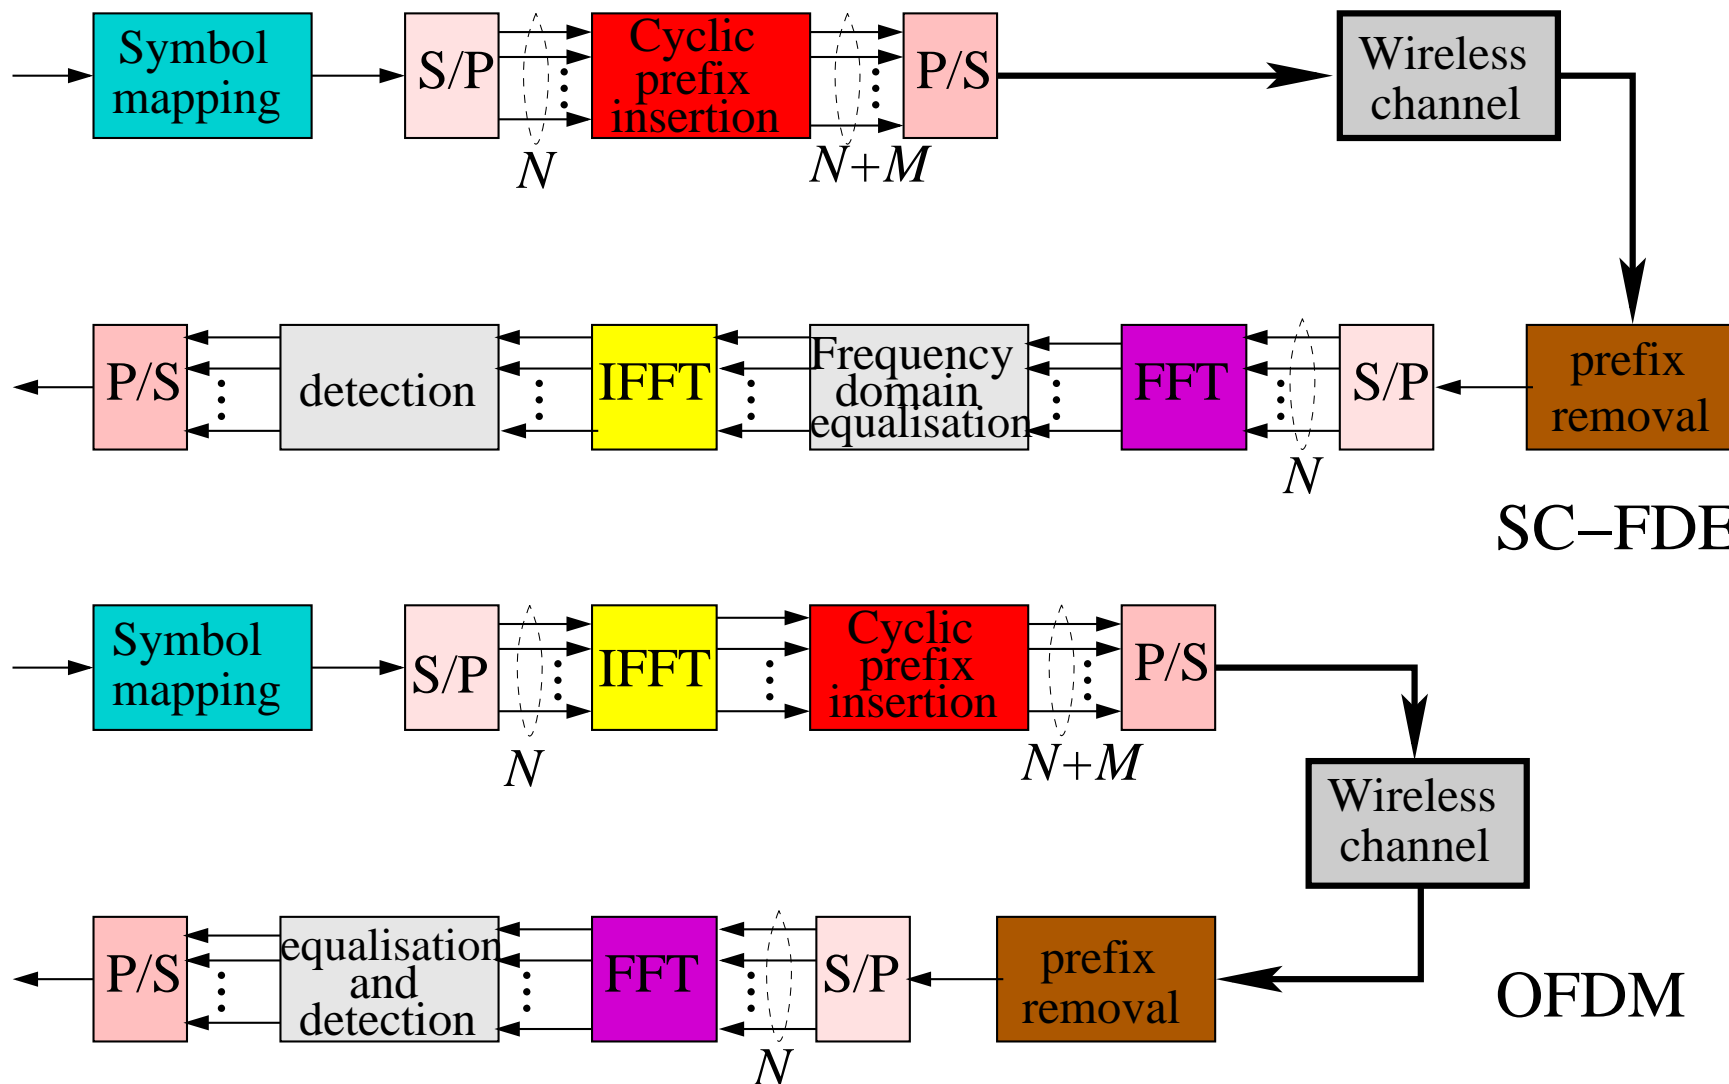 Symbol
mapping
S/P
N
Cyclic
prefix
insertion
N+M
P/S
Wireless
channel
P/S
detection
IFFT
Frequency
domain
equalisation
FFT
N
S/P
prefix
removal
SC–FDE
Symbol
mapping
S/P
N
IFFT
Cyclic
prefix
insertion
N+M
P/S
Wireless
channel
P/S
equalisation
and
detection
FFT
N
S/P
prefix
removal
OFDM